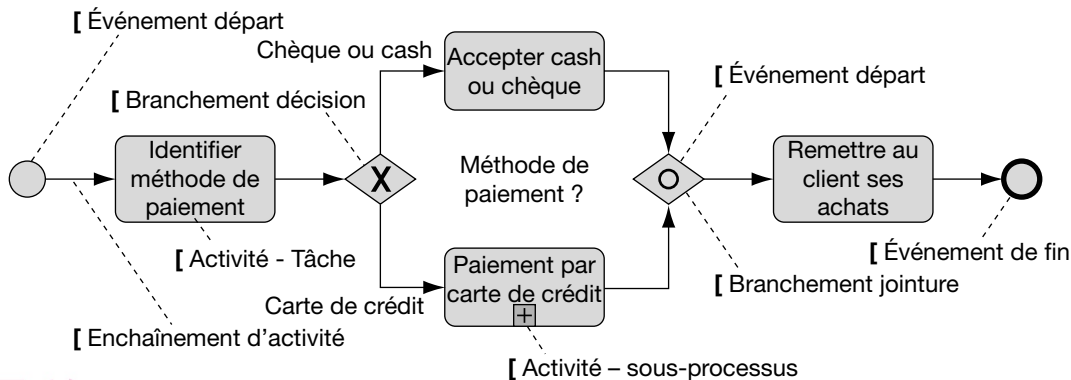 [ Événement départ
Chèque ou cash
Accepter cash
ou chèque
[ Événement départ
[ Branchement décision
Identifier
méthode de
paiement
X
Méthode de
paiement ?
Remettre au
client ses
achats
[ Activité - Tâche
Paiement par
carte de crédit
+
[ Événement de fin
[ Branchement jointure
Carte de crédit
[ Enchaînement d’activité
[ Activité – sous-processus